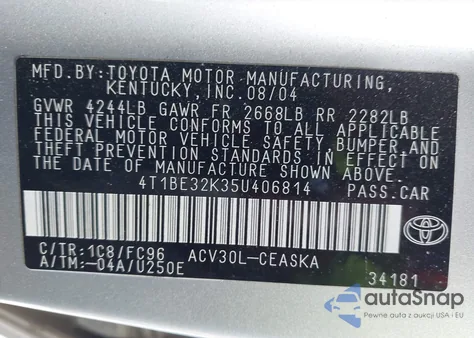 MFD.BY:TOYOTA MOTOR MANUFACTURING,
KENTUCKY,INC.08/04
GVWR 4244LB GAWR FR 2668LB RR 2282LB
THIS VEHICLE CONFORMS TO ALL APPLICABLE
FEDERAL MOTOR VEHICLE SAFETY, BUMPER,AND
THEFT PREVENTION STANDARDS IN EFFECT ON
THE DATE OF MANUFACTURE SHOWN ABOVE.
4T1BE32K35U406814 PASS.CAR
TOYOTA
C/TR:1C8/FC96 ACV30L-CEASKA
A/TM:-04A/U250E 34181
autoSnap
Pewne auta z aukcji USA i EU